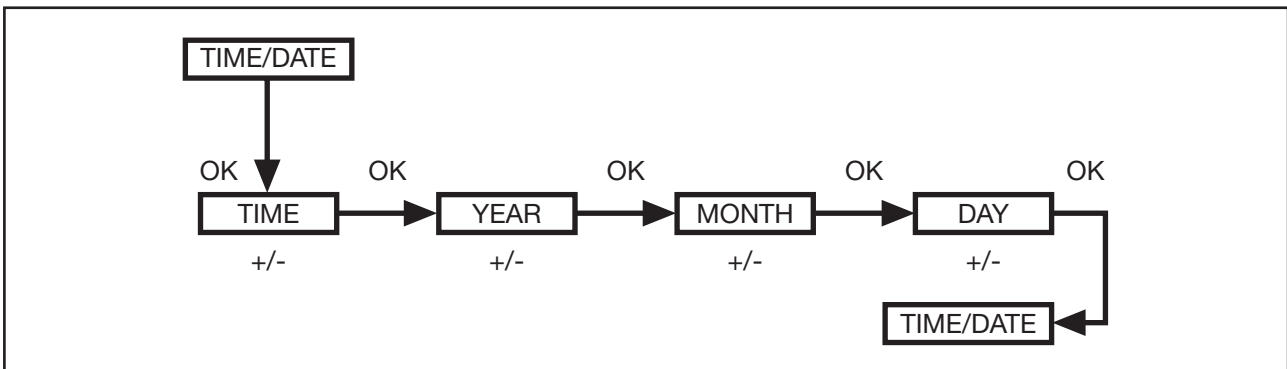 TIME/DATE
OK OK OK OK OK
TIME YEAR MONTH DAY
+/- +/- +/- +/-
TIME/DATE